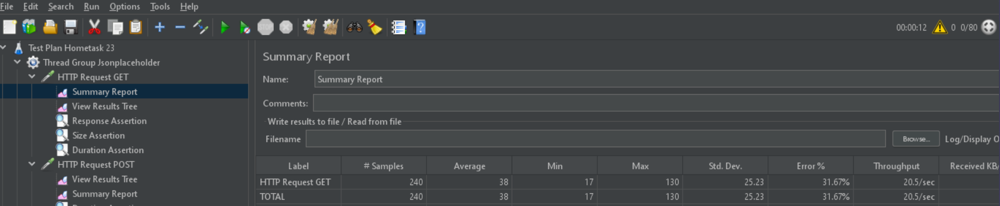 File Edit Search Run Options Tools Help
STOP
00:00:12 0 0/80
Test Plan Hometask 23
Thread Group Jsonplaceholder
HTTP Request GET
Summary Report
View Results Tree
Response Assertion
Size Assertion
Duration Assertion
HTTP Request POST
View Results Tree
Summary Report
Summary Report
Name: Summary Report
Comments:
Write results to file / Read from file
Filename Browse... Log/Display O
Label # Samples Average Min Max Std. Dev. Error % Throughput Received KB/
HTTP Request GET 240 38 17 130 25.23 31.67% 20.5/sec
TOTAL 240 38 17 130 25.23 31.67% 20.5/sec